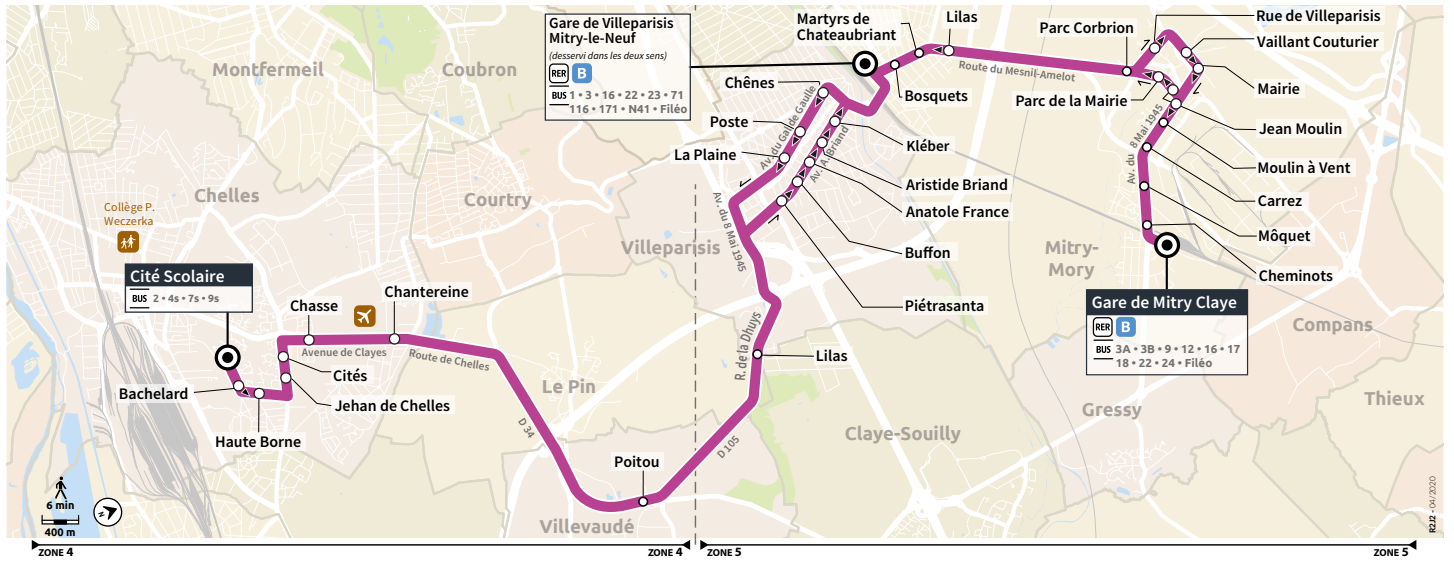 Gare de Villeparisis
Mitry-le-Neuf
(desservi dans les deux sens)
RER B
BUS 1 • 3 • 16 • 22 • 23 • 71
116 • 171 • N41 • Filéo
Martyrs de
Chateaubriant
Lilas
Parc Corbrion
Rue de Villeparisis
Vaillant Couturier
Mairie
Route du Mesnil-Amelot
Parc de la Mairie
Bosquets
Jean Moulin
Moulin à Vent
Carrez
Môquet
Cheminots
Av. du 8 Mai 1945
Montfermeil
Coubron
Chênes
Poste
La Plaine
Av. du Gal de Gaulle
Av. A. Briand
Kléber
Aristide Briand
Anatole France
Buffon
Piétrasanta
Chelles
Courtry
Villeparisis
Av. du 8 Mai 1945
Mitry-
Mory
Collège P.
Weczerka
Cité Scolaire
BUS 2 • 4s • 7s • 9s
Chasse
Chantereine
Avenue de Clayes
Route de Chelles
Cités
Bachelard
Jehan de Chelles
Haute Borne
Le Pin
D 34
Poitou
Villevaudé
D 105
R. de la Dhuys
Lilas
Claye-Souilly
Gare de Mitry Claye
RER B
BUS 3A • 3B • 9 • 12 • 16 • 17
18 • 22 • 24 • Filéo
Compans
Gressy
Thieux
6 min
400 m
N
R2J2 - 04/2020
ZONE 4
ZONE 4
ZONE 5
ZONE 5